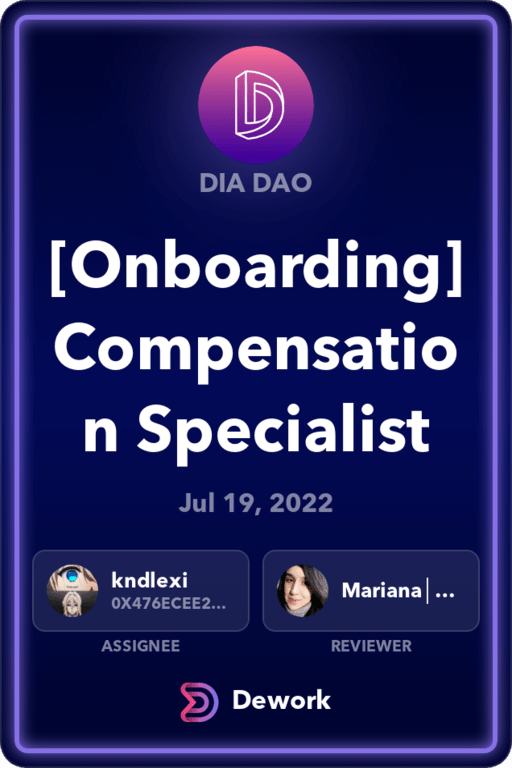 DIA DAO
[Onboarding]
Compensatio
n Specialist
Jul 19, 2022
kndlexi
0X476ECEE2...
Mariana| ...
ASSIGNEE
REVIEWER
Dework